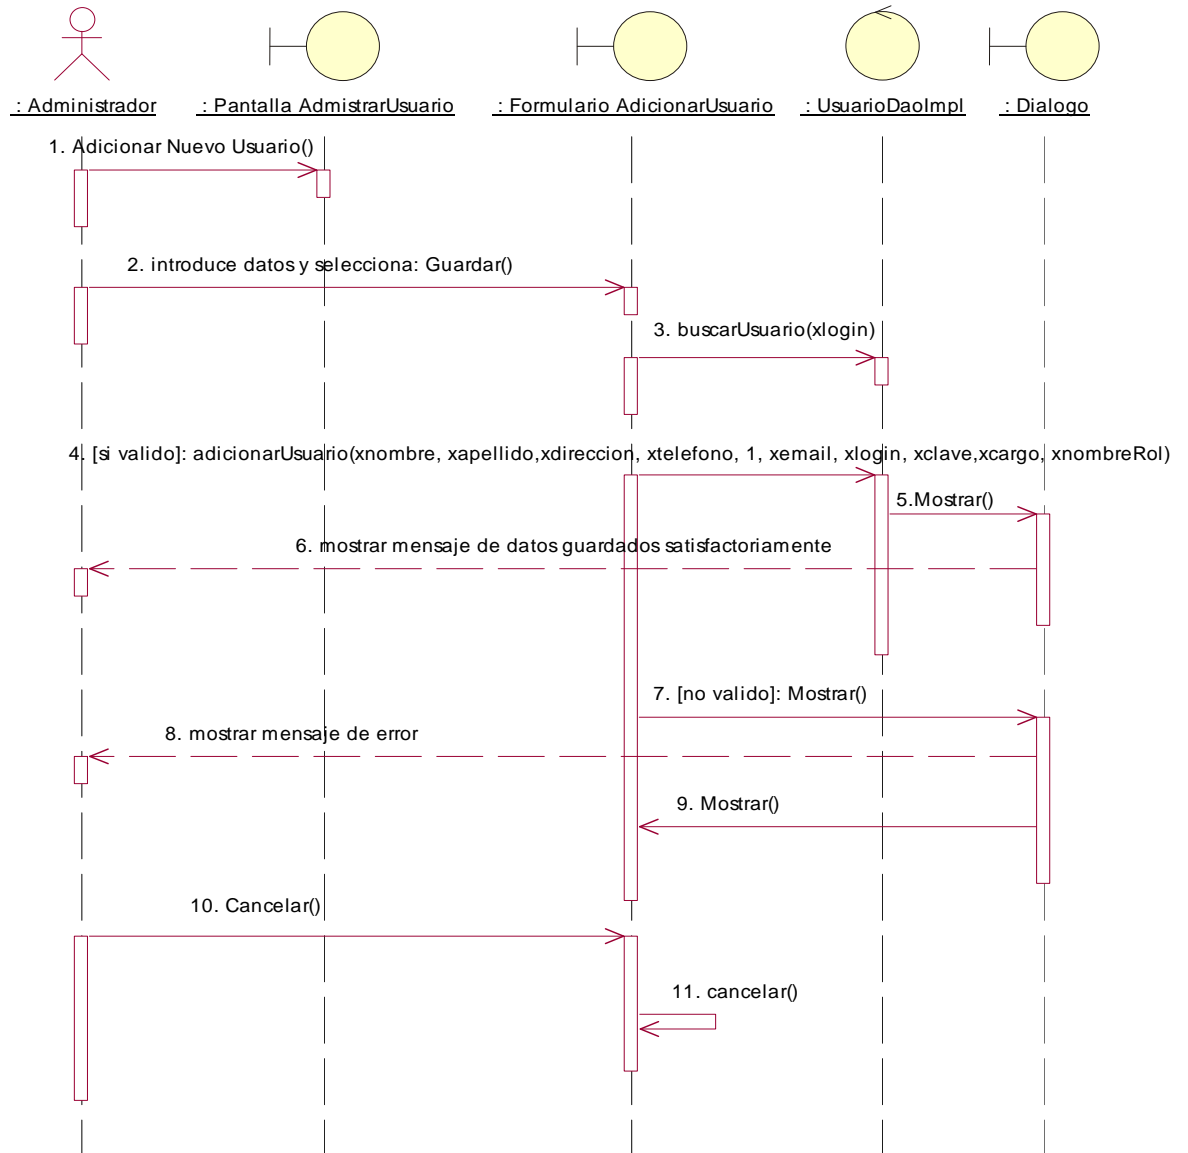 : Administrador
: Pantalla AdmistrarUsuario
: Formulario AdicionarUsuario
: UsuarioDaoImpl
: Dialogo
1. Adicionar Nuevo Usuario()
2. introduce datos y selecciona: Guardar()
3. buscarUsuario(xlogin)
4. [si valido]: adicionarUsuario(xnombre, xapellido,xdireccion, xtelefono, 1, xemail, xlogin, xclave,xcargo, xnombreRol)
5.Mostrar()
6. mostrar mensaje de datos guardados satisfactoriamente
7. [no valido]: Mostrar()
8. mostrar mensaje de error
9. Mostrar()
10. Cancelar()
11. cancelar()